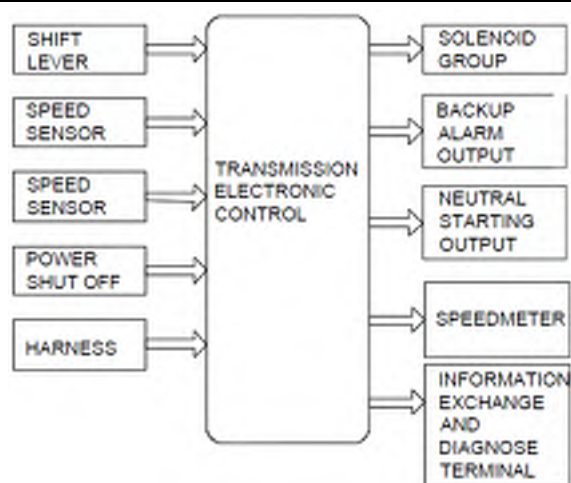 SHIFT
LEVER
SPEED
SENSOR
SPEED
SENSOR
POWER
SHUT OFF
HARNESS
TRANSMISSION
ELECTRONIC
CONTROL
SOLENOID
GROUP
BACKUP
ALARM
OUTPUT
NEUTRAL
STARTING
OUTPUT
SPEEDMETER
INFORMATION
EXCHANGE
AND
DIAGNOSE
TERMINAL